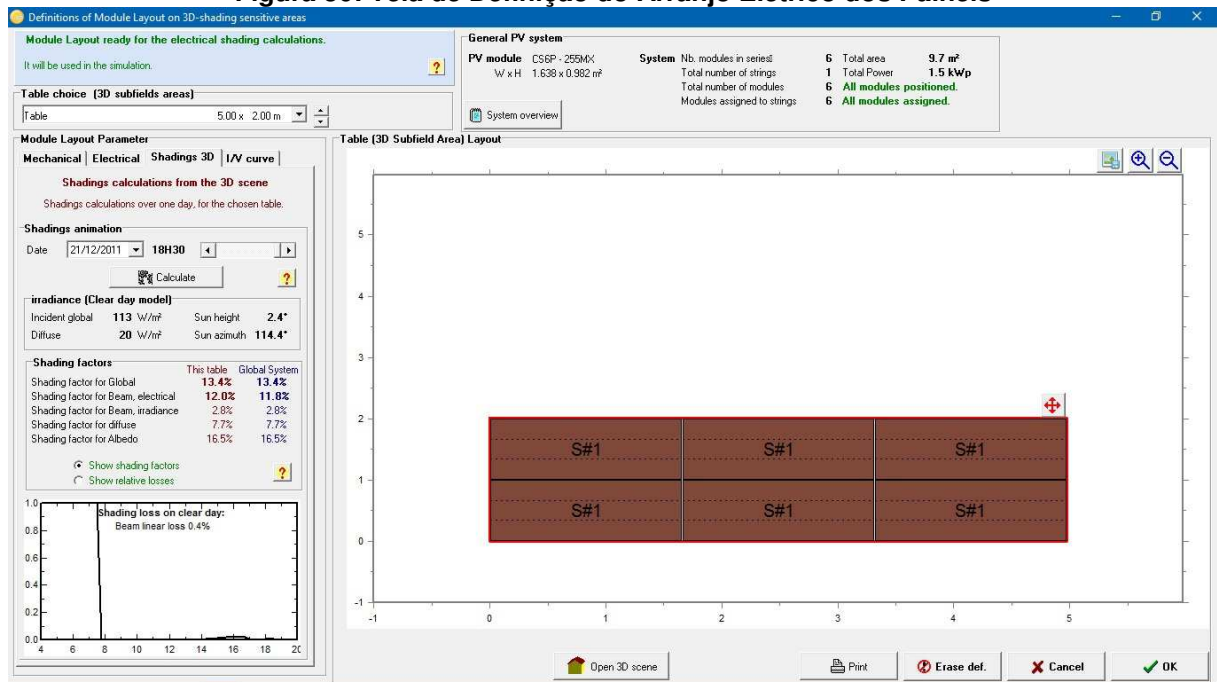 Definitions of Module Layout on 3D-shading sensitive areas
Module Layout ready for the electrical shading calculations.
It will be used in the simulation.
?
Table choice (3D subfields areas)
Table 5.00 x 2.00 m
General PV system
PV module CS6P - 255MX System Nb. modules in series 6 Total area 9.7 m²
W x H 1.638 x 0.982 m² Total number of strings 1 Total Power 1.5 kWp
Total number of modules 6 All modules positioned.
Modules assigned to strings 6 All modules assigned.
System overview
Module Layout Parameter
Mechanical Electrical Shadings 3D I/V curve
Shadings calculations from the 3D scene
Shadings calculations over one day, for the chosen table.
Shadings animation
Date 21/12/2011 18H30
Calculate ?
irradiance (Clear day model)
Incident global 113 W/m² Sun height 2.4°
Diffuse 20 W/m² Sun azimuth 114.4°
Shading factors
This table Global System
Shading factor for Global 13.4% 13.4%
Shading factor for Beam, electrical 12.0% 11.8%
Shading factor for Beam, irradiance 2.8% 2.8%
Shading factor for diffuse 7.7% 7.7%
Shading factor for Albedo 16.5% 16.5%
Show shading factors
Show relative losses
?
Shading loss on clear day:
Beam linear loss 0.4%
1.0
0.8
0.6
0.4
0.2
0.0
4 6 8 10 12 14 16 18 20
Table (3D Subfield Area) Layout
5
4
3
2
1
0
-1
S#1 S#1 S#1
S#1 S#1 S#1
-1 0 1 2 3 4 5
Open 3D scene Print Erase def. Cancel OK